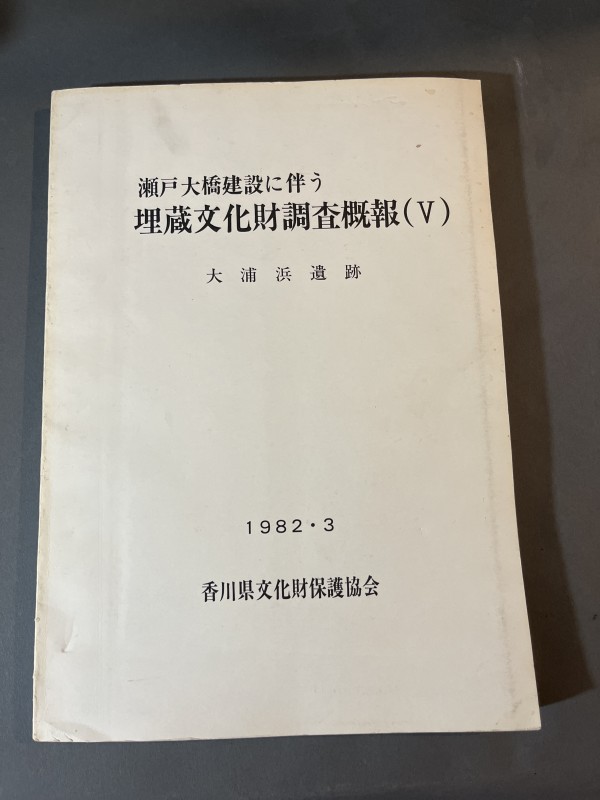 瀬戸大橋建設に伴う
埋蔵文化財調査概報(V)
大浦浜遺跡
1982・3
香川県文化財保護協会